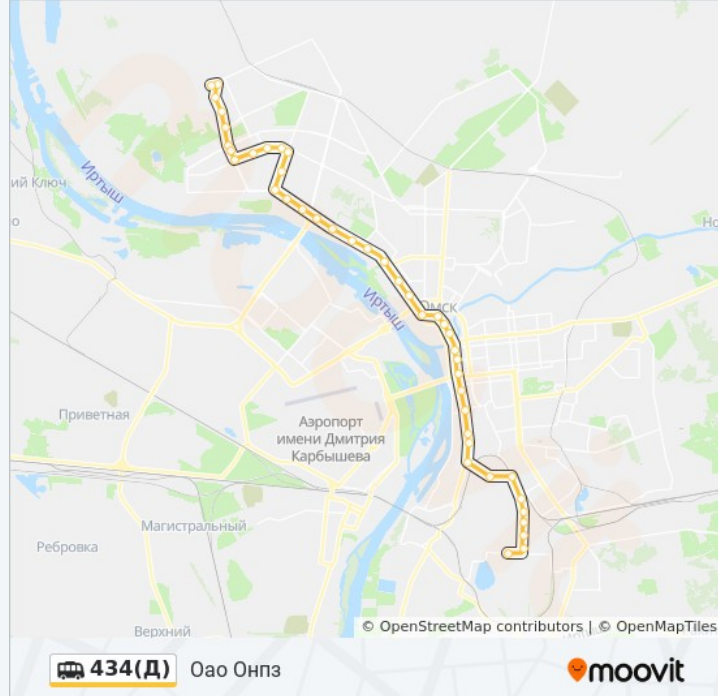 Иртыш
ий Ключ
о
Но
Иртыш
Омск
Приветная
Аэропорт
имени Дмитрия
Карбышева
Магистральный
Ребровка
Верхний
© OpenStreetMap contributors | © OpenMapTiles
434(Д) Оао Онпз
moovit